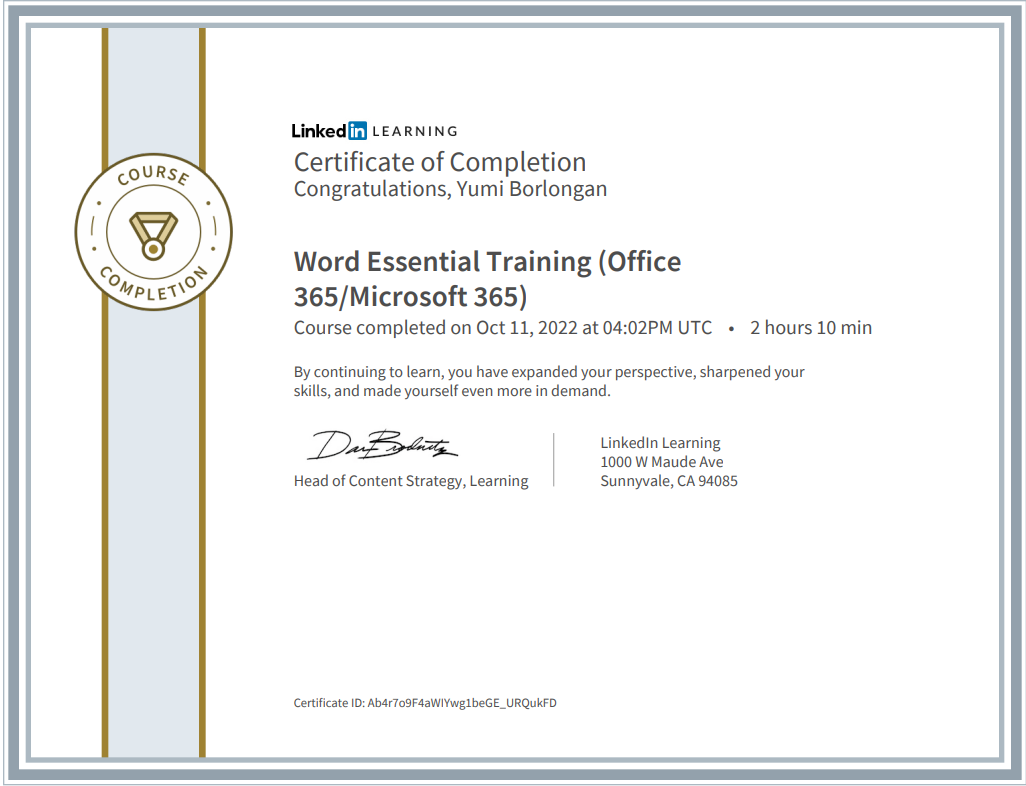 COURSE
COMPLETION
Linked in LEARNING
Certificate of Completion
Congratulations, Yumi Borlongan
Word Essential Training (Office
365/Microsoft 365)
Course completed on Oct 11, 2022 at 04:02PM UTC • 2 hours 10 min
By continuing to learn, you have expanded your perspective, sharpened your
skills, and made yourself even more in demand.
Head of Content Strategy, Learning
LinkedIn Learning
1000 W Maude Ave
Sunnyvale, CA 94085
Certificate ID: Ab4r7o9F4aWIYwg1beGE_URQukFD